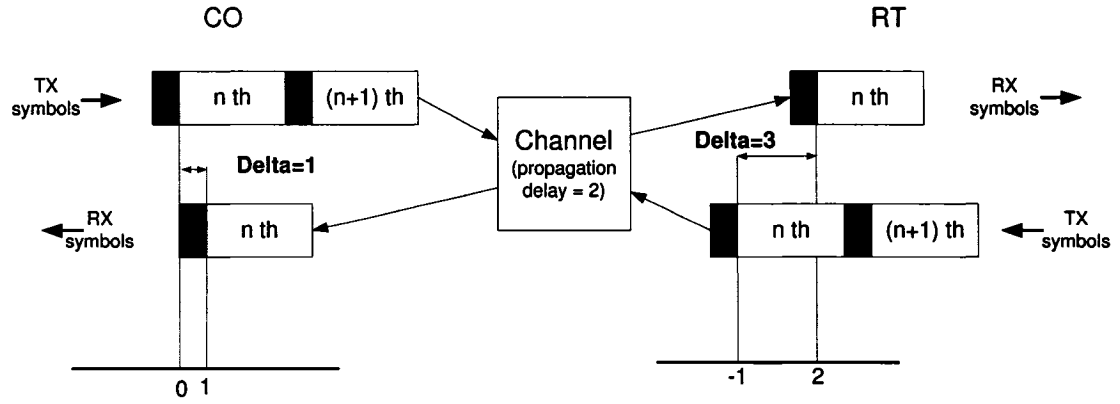 CO
RT
TX
symbols
n th
(n+1) th
n th
RX
symbols
Channel
(propagation
delay = 2)
Delta=1
Delta=3
RX
symbols
n th
n th
(n+1) th
TX
symbols
0 1
-1 2